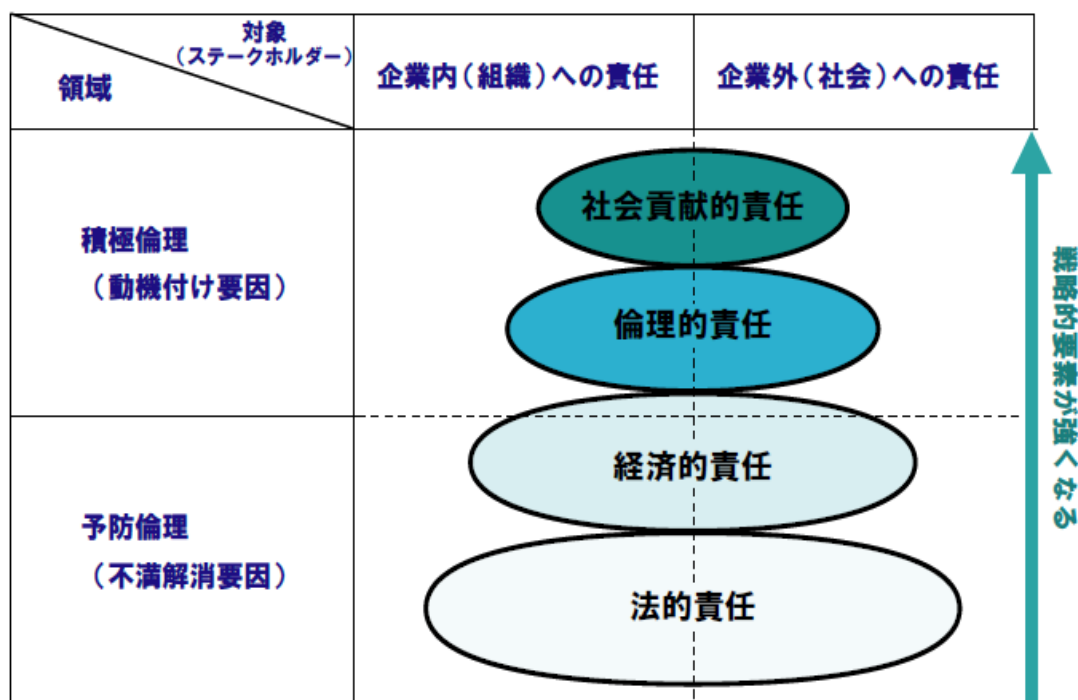 対象
（ステークホルダー）
領域
企業内（組織）への責任
企業外（社会）への責任
積極倫理
（動機付け要因）
社会貢献的責任
倫理的責任
経済的責任
予防倫理
（不満解消要因）
法的責任
戦略的要素が強くなる